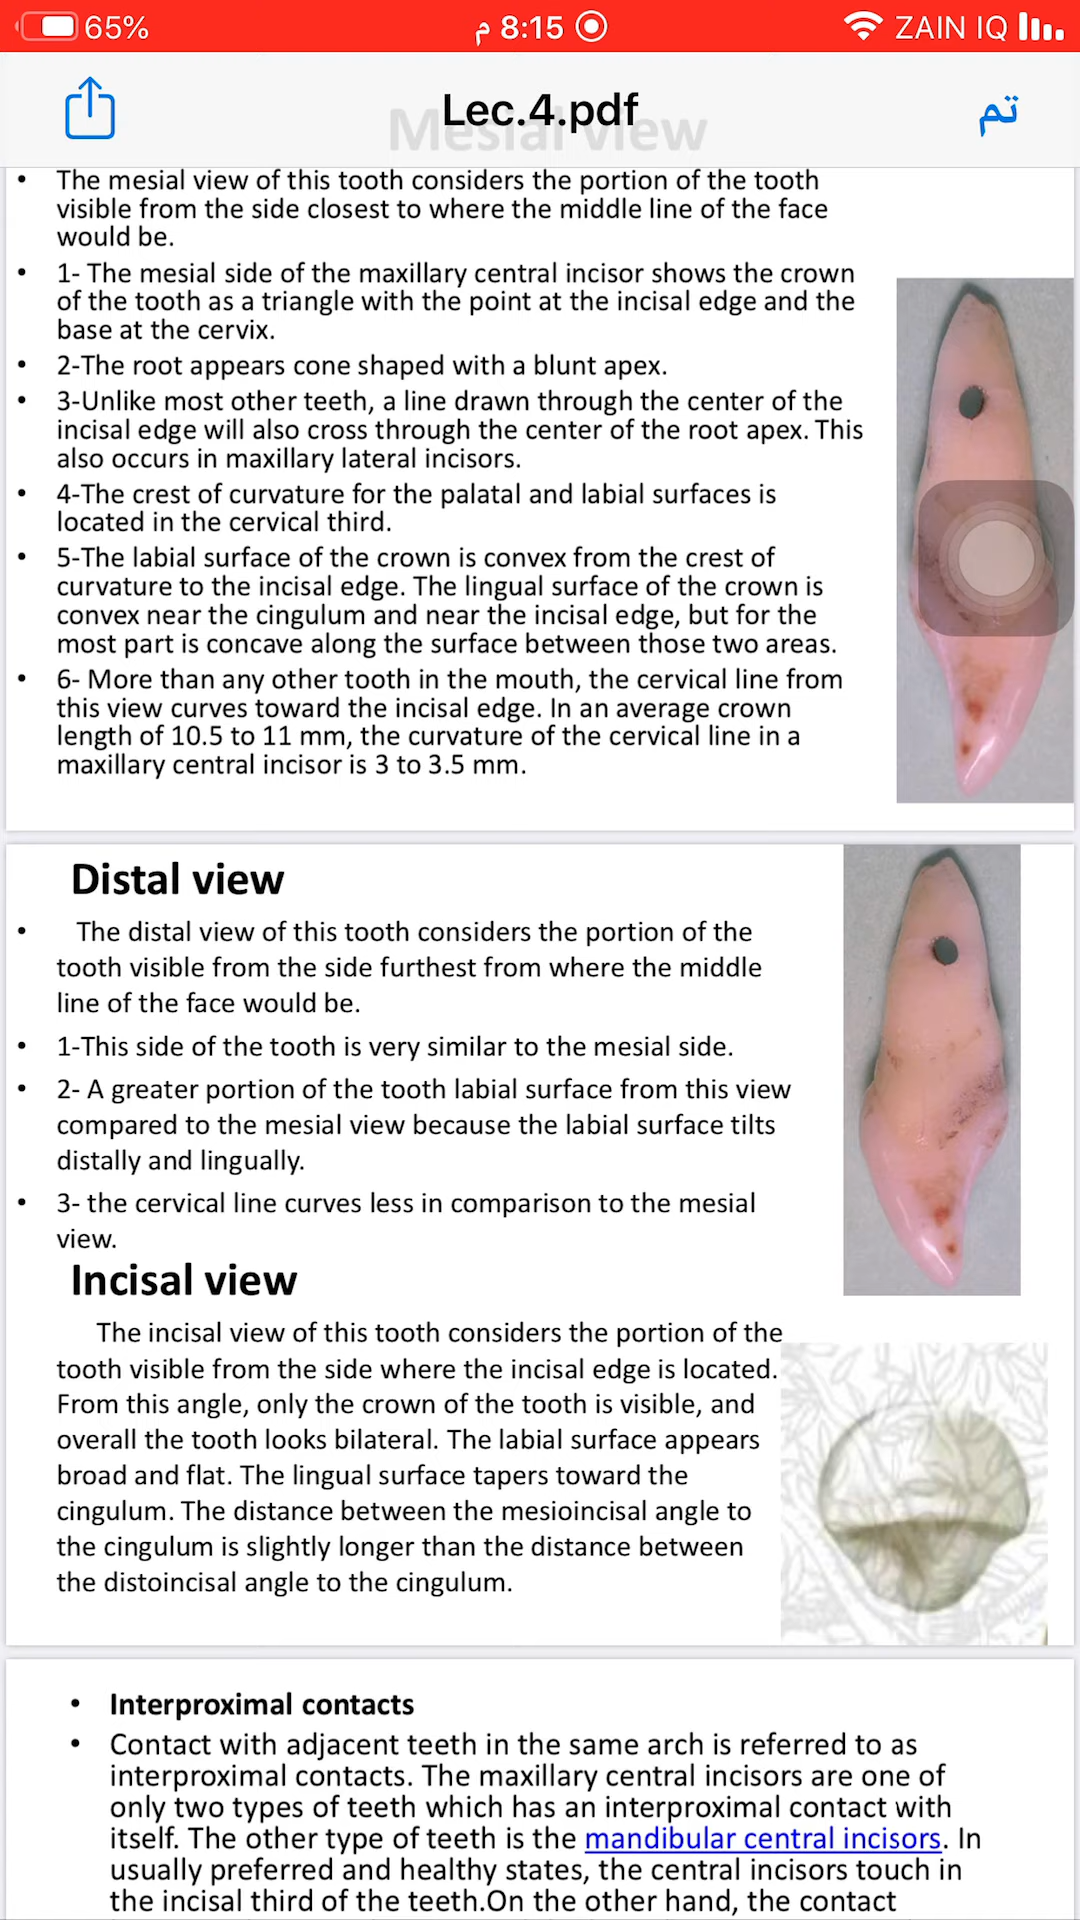 65%
8:15 م
ZAIN IQ
Lec.4.pdf
تم
Mesial view
• The mesial view of this tooth considers the portion of the tooth
visible from the side closest to where the middle line of the face
would be.
• 1- The mesial side of the maxillary central incisor shows the crown
of the tooth as a triangle with the point at the incisal edge and the
base at the cervix.
• 2-The root appears cone shaped with a blunt apex.
• 3-Unlike most other teeth, a line drawn through the center of the
incisal edge will also cross through the center of the root apex. This
also occurs in maxillary lateral incisors.
• 4-The crest of curvature for the palatal and labial surfaces is
located in the cervical third.
• 5-The labial surface of the crown is convex from the crest of
curvature to the incisal edge. The lingual surface of the crown is
convex near the cingulum and near the incisal edge, but for the
most part is concave along the surface between those two areas.
• 6- More than any other tooth in the mouth, the cervical line from
this view curves toward the incisal edge. In an average crown
length of 10.5 to 11 mm, the curvature of the cervical line in a
maxillary central incisor is 3 to 3.5 mm.
Distal view
• The distal view of this tooth considers the portion of the
tooth visible from the side furthest from where the middle
line of the face would be.
• 1-This side of the tooth is very similar to the mesial side.
• 2- A greater portion of the tooth labial surface from this view
compared to the mesial view because the labial surface tilts
distally and lingually.
• 3- the cervical line curves less in comparison to the mesial
view.
Incisal view
The incisal view of this tooth considers the portion of the
tooth visible from the side where the incisal edge is located.
From this angle, only the crown of the tooth is visible, and
overall the tooth looks bilateral. The labial surface appears
broad and flat. The lingual surface tapers toward the
cingulum. The distance between the mesioincisal angle to
the cingulum is slightly longer than the distance between
the distoincisal angle to the cingulum.
• Interproximal contacts
• Contact with adjacent teeth in the same arch is referred to as
interproximal contacts. The maxillary central incisors are one of
only two types of teeth which has an interproximal contact with
itself. The other type of teeth is the mandibular central incisors. In
usually preferred and healthy states, the central incisors touch in
the incisal third of the teeth.On the other hand, the contact